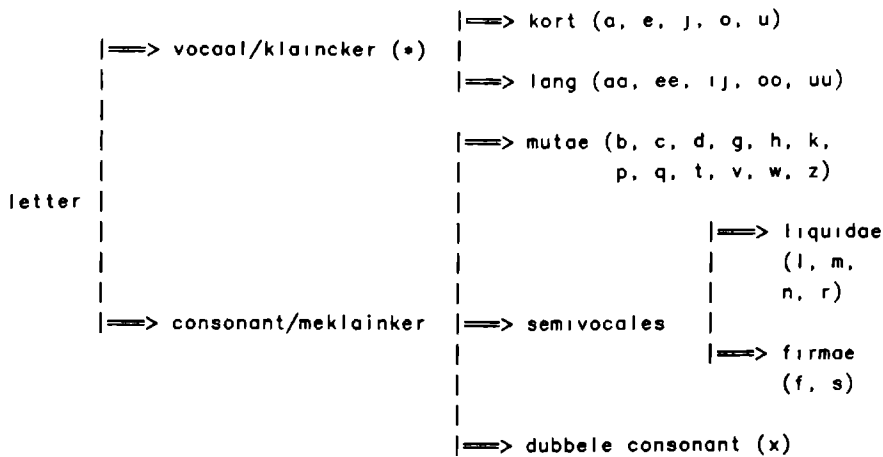 |==> kort (a, e, j, o, u)
|==> vocaal/klaincker (*)
|==> lang (aa, ee, ij, oo, uu)
|==> mutae (b, c, d, g, h, k,
p, q, t, v, w, z)
letter
|==> liquidae
(l, m,
n, r)
|==> consonant/meklainker |==> semivocales
|==> firmae
(f, s)
|==> dubbele consonant (x)